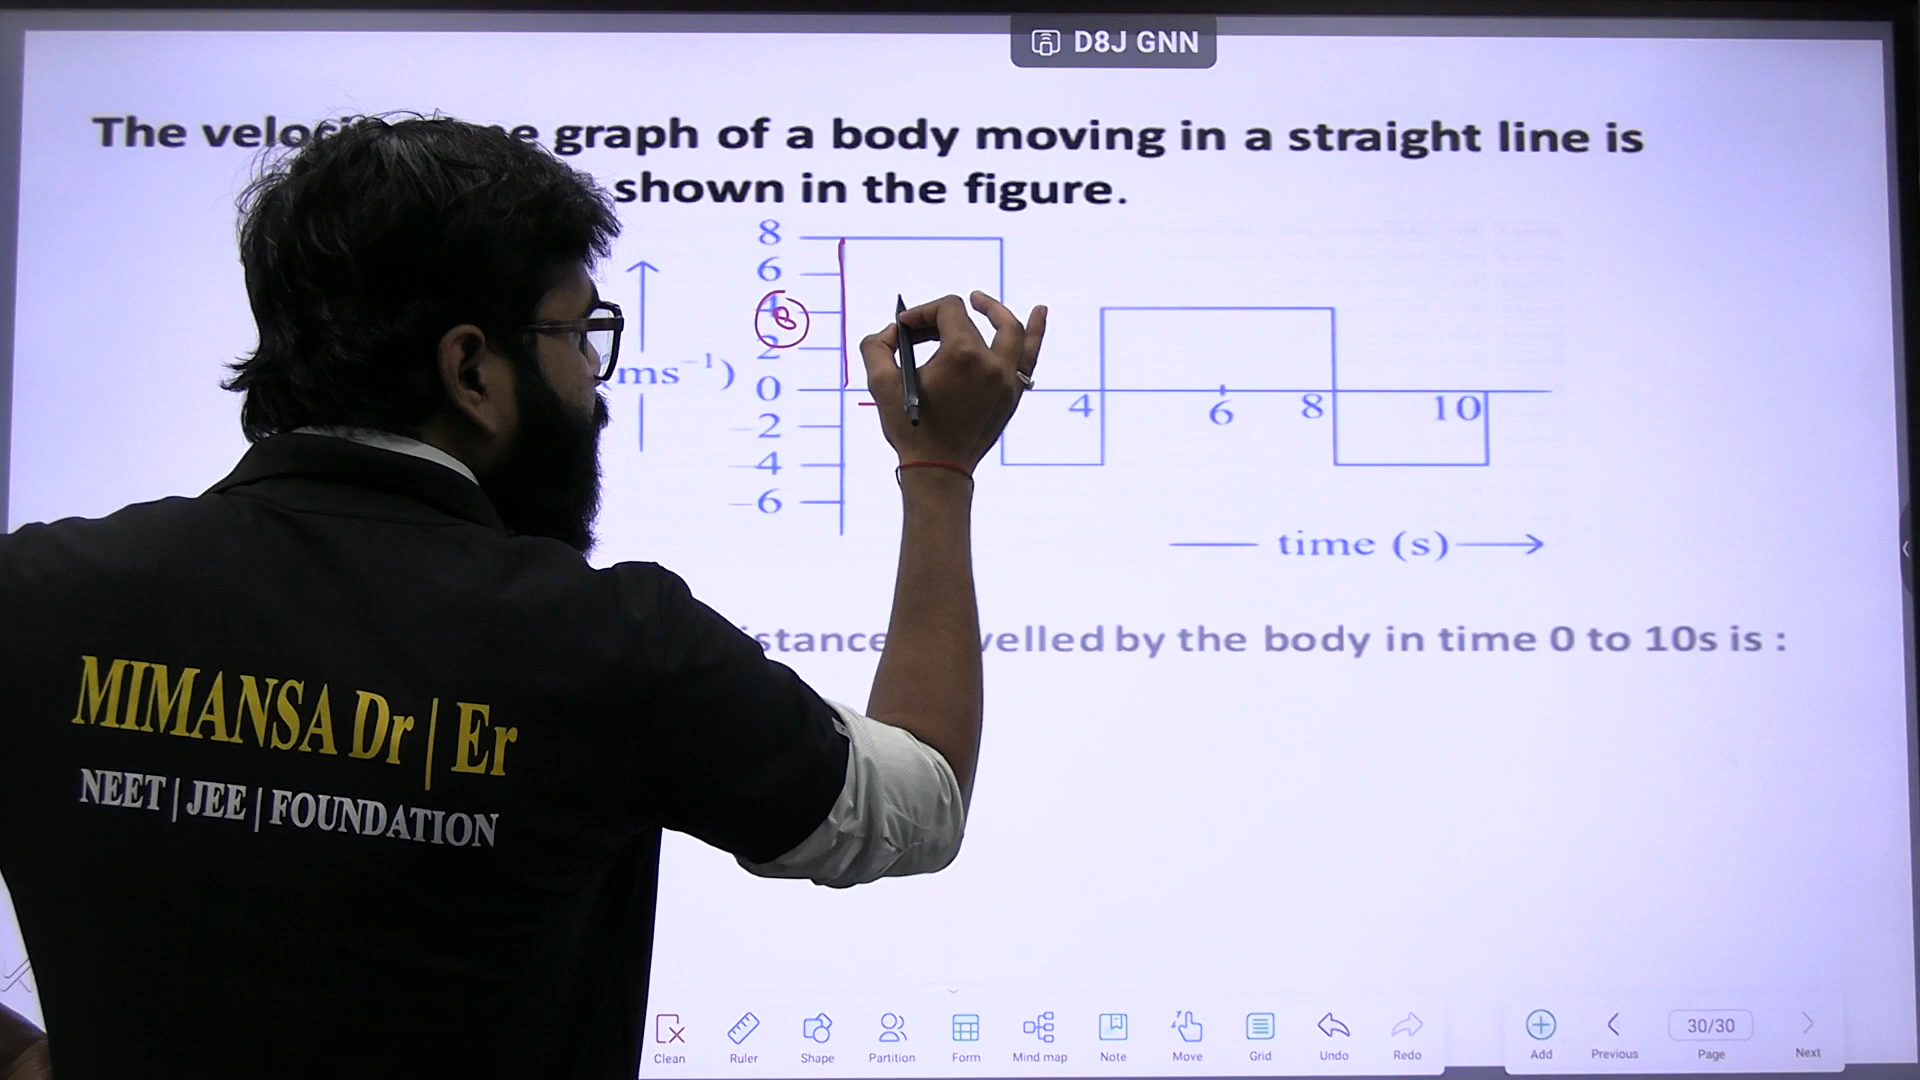 D8J GNN
The graph of a body moving in a straight line is
shown in the figure.
8
6
8
2
(ms⁻¹) 0 4 6 8 10
-2
-4
-6
time (s)
by the body in time 0 to 10s is :
MIMANSA Dr | Er
NEET | JEE | FOUNDATION
Clean Ruler Shape Partition Form Mind map Note Move Grid Undo Redo Add Previous 30/30 Page Next